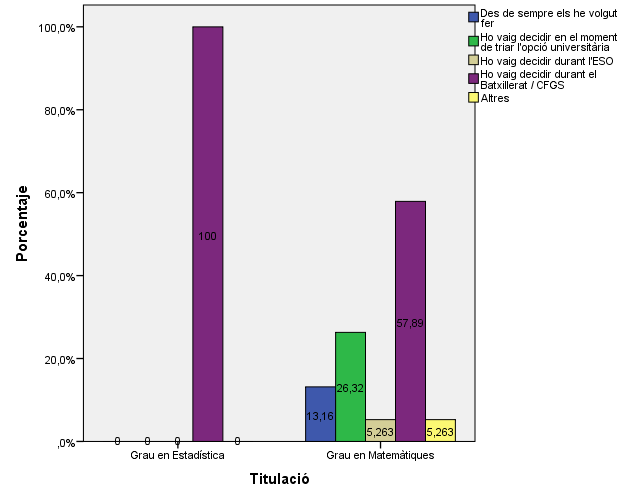 Des de sempre els he volgut
fer
Ho vaig decidir en el moment
de triar l'opció universitària
Ho vaig decidir durant l'ESO
Ho vaig decidir durant el
Batxillerat / CFGS
Altres
Porcentaje
100,0%
80,0%
60,0%
40,0%
20,0%
,0%
0
0
0
100
0
13,16
26,32
5,263
57,89
5,263
Grau en Estadística
Grau en Matemàtiques
Titulació